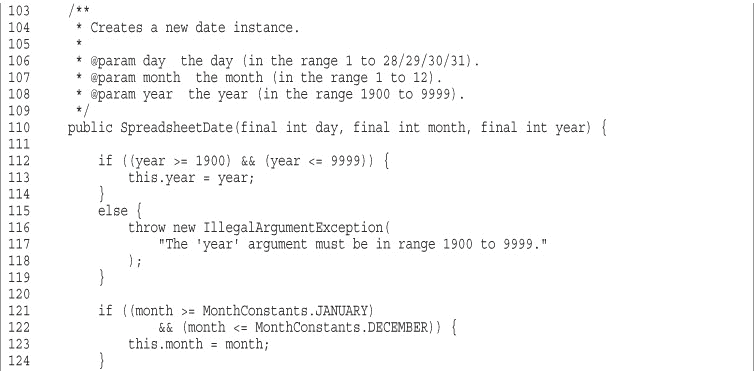 103 /**
104 * Creates a new date instance.
105 *
106 * @param day the day (in the range 1 to 28/29/30/31).
107 * @param month the month (in the range 1 to 12).
108 * @param year the year (in the range 1900 to 9999).
109 */
110 public SpreadsheetDate(final int day, final int month, final int year) {
111
112 if ((year >= 1900) && (year <= 9999)) {
113 this.year = year;
114 }
115 else {
116 throw new IllegalArgumentException(
117 "The 'year' argument must be in range 1900 to 9999."
118 );
119 }
120
121 if ((month >= MonthConstants.JANUARY)
122 && (month <= MonthConstants.DECEMBER)) {
123 this.month = month;
124 }